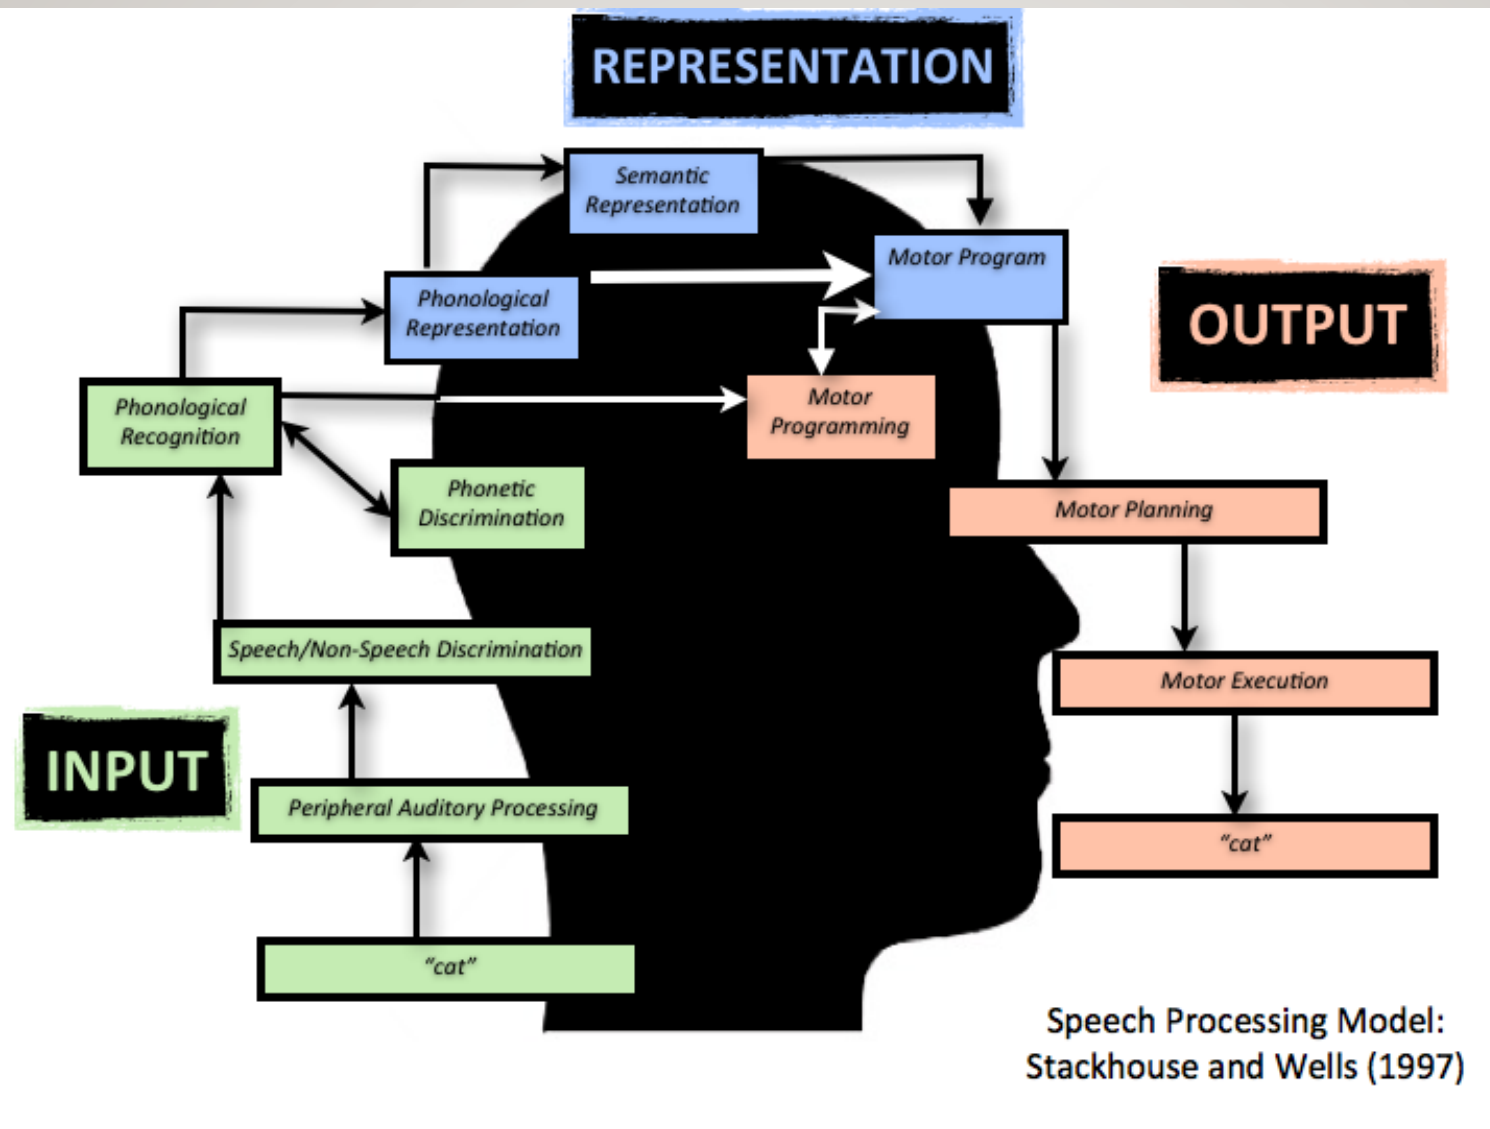 REPRESENTATION
Semantic
Representation
Motor Program
Phonological
Representation
OUTPUT
Motor
Programming
Phonological
Recognition
Phonetic
Discrimination
Motor Planning
Speech/Non-Speech Discrimination
Motor Execution
INPUT
Peripheral Auditory Processing
“cat”
“cat”
Speech Processing Model:
Stackhouse and Wells (1997)